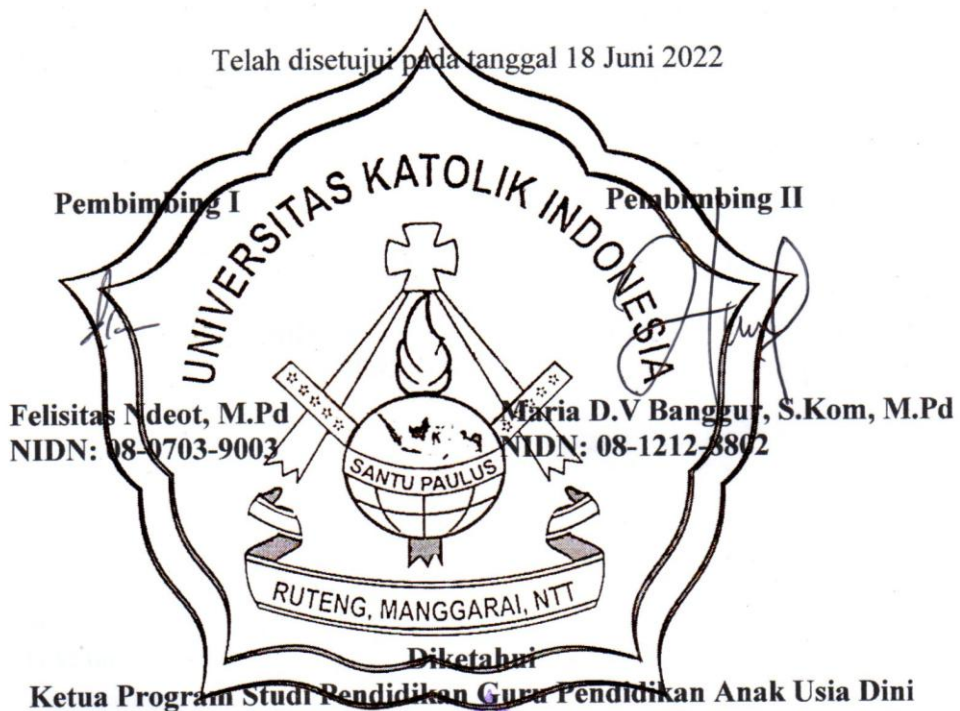 Telah disetujui pada tanggal 18 Juni 2022
Pembimbing I
Pembimbing II
UNIVERSITAS KATOLIK INDONESIA
Felisitas Ndeot, M.Pd
NIDN: 08-0703-9003
Maria D.V Banggur, S.Kom, M.Pd
NIDN: 08-1212-8802
SANTU PAULUS
RUTENG, MANGGARAI, NTT
Diketahui
Ketua Program Studi Pendidikan Guru Pendidikan Anak Usia Dini